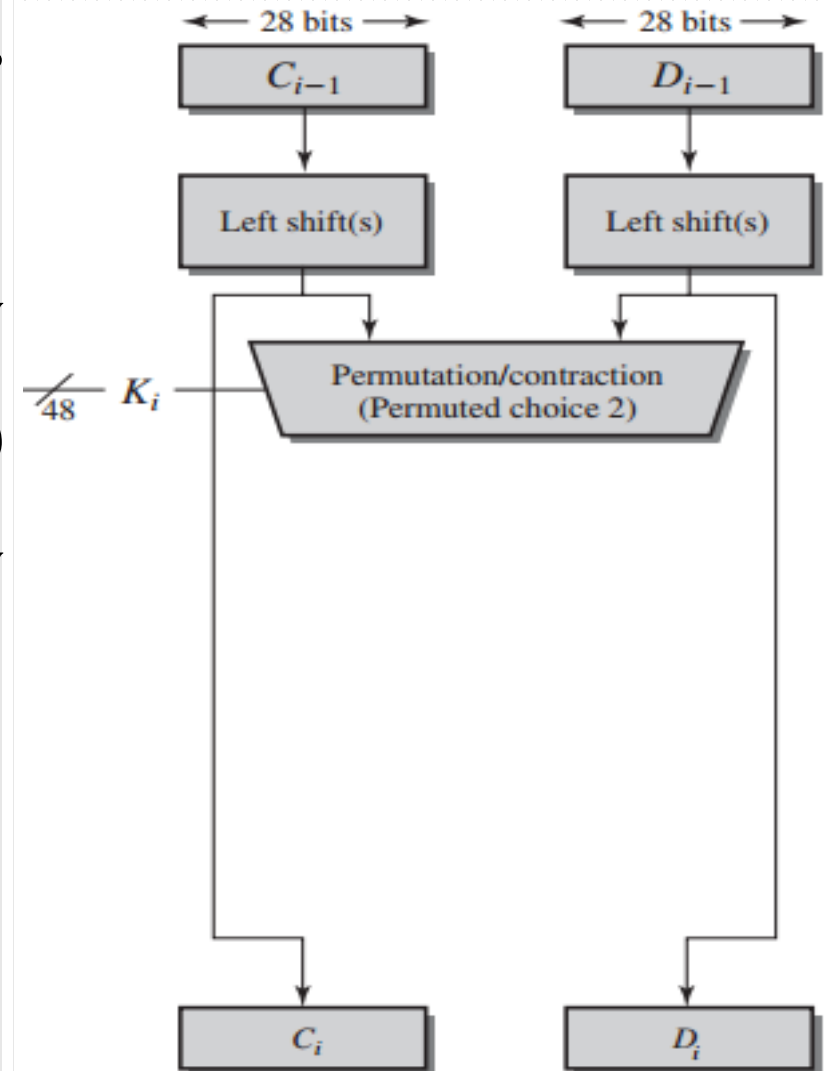 28 bits
28 bits
C_{i−1}
D_{i−1}
Left shift(s)
Left shift(s)
Permutation/contraction
(Permuted choice 2)
48
K_i
C_i
D_i